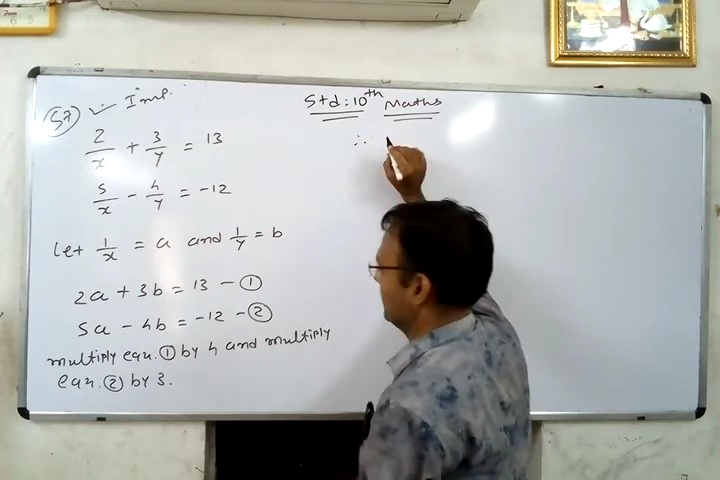 57 ✓ Imp.
2/x + 3/y = 13
5/x - 4/y = -12
Let 1/x = a and 1/y = b
2a + 3b = 13 - ①
5a - 4b = -12 - ②
multiply eqn. ① by 4 and multiply
eqn. ② by 3.
Std : 10th Maths
∴